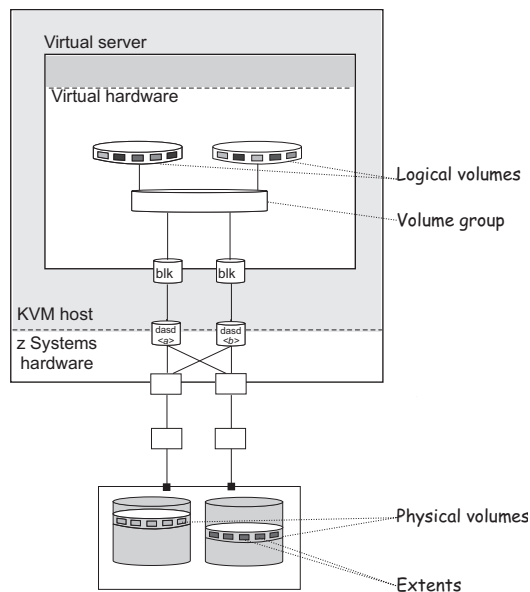 Virtual server
Virtual hardware
Logical volumes
Volume group
blk
blk
KVM host
dasd
<a>
dasd
<b>
z Systems
hardware
Physical volumes
Extents